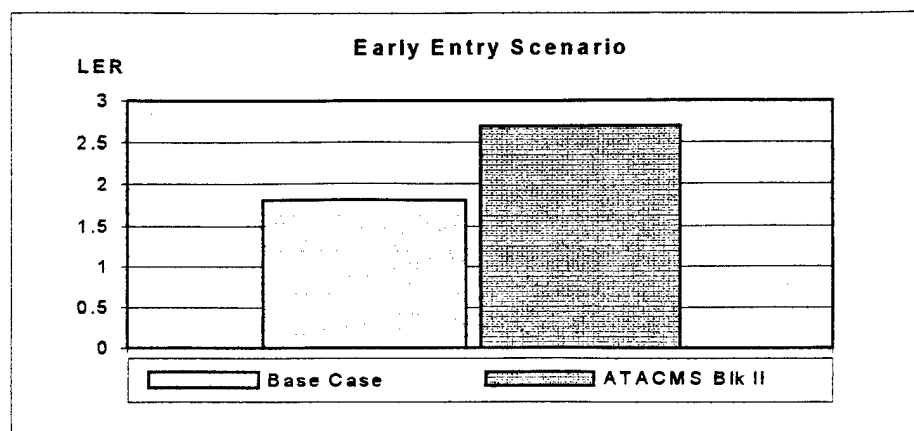 Early Entry Scenario
LER
3
2.5
2
1.5
1
0.5
0
Base Case
ATACMS Blk II